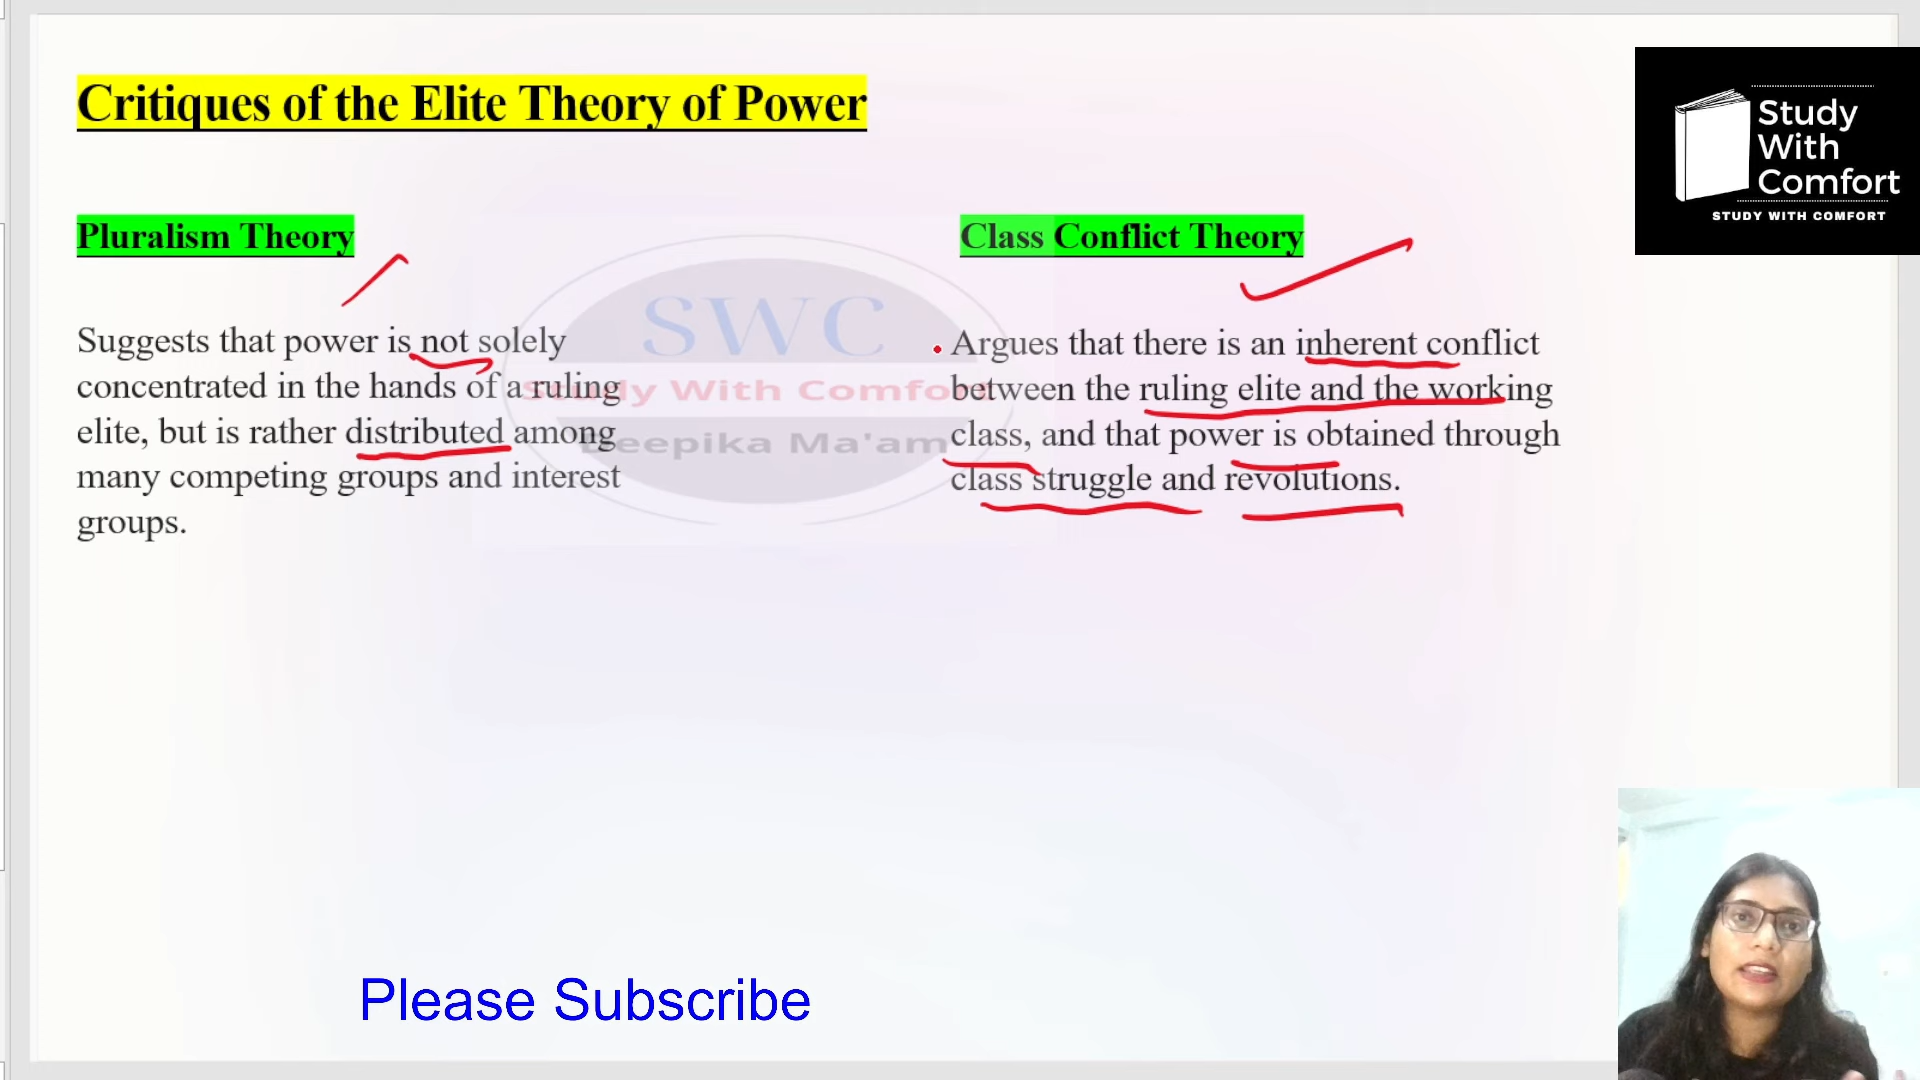 Critiques of the Elite Theory of Power
Study
With
Comfort
STUDY WITH COMFORT
Pluralism Theory
Suggests that power is not solely
concentrated in the hands of a ruling
elite, but is rather distributed among
many competing groups and interest
groups.
Class Conflict Theory
Argues that there is an inherent conflict
between the ruling elite and the working
class, and that power is obtained through
class struggle and revolutions.
SWC
Study With Comfort
Deepika Ma'am
Please Subscribe